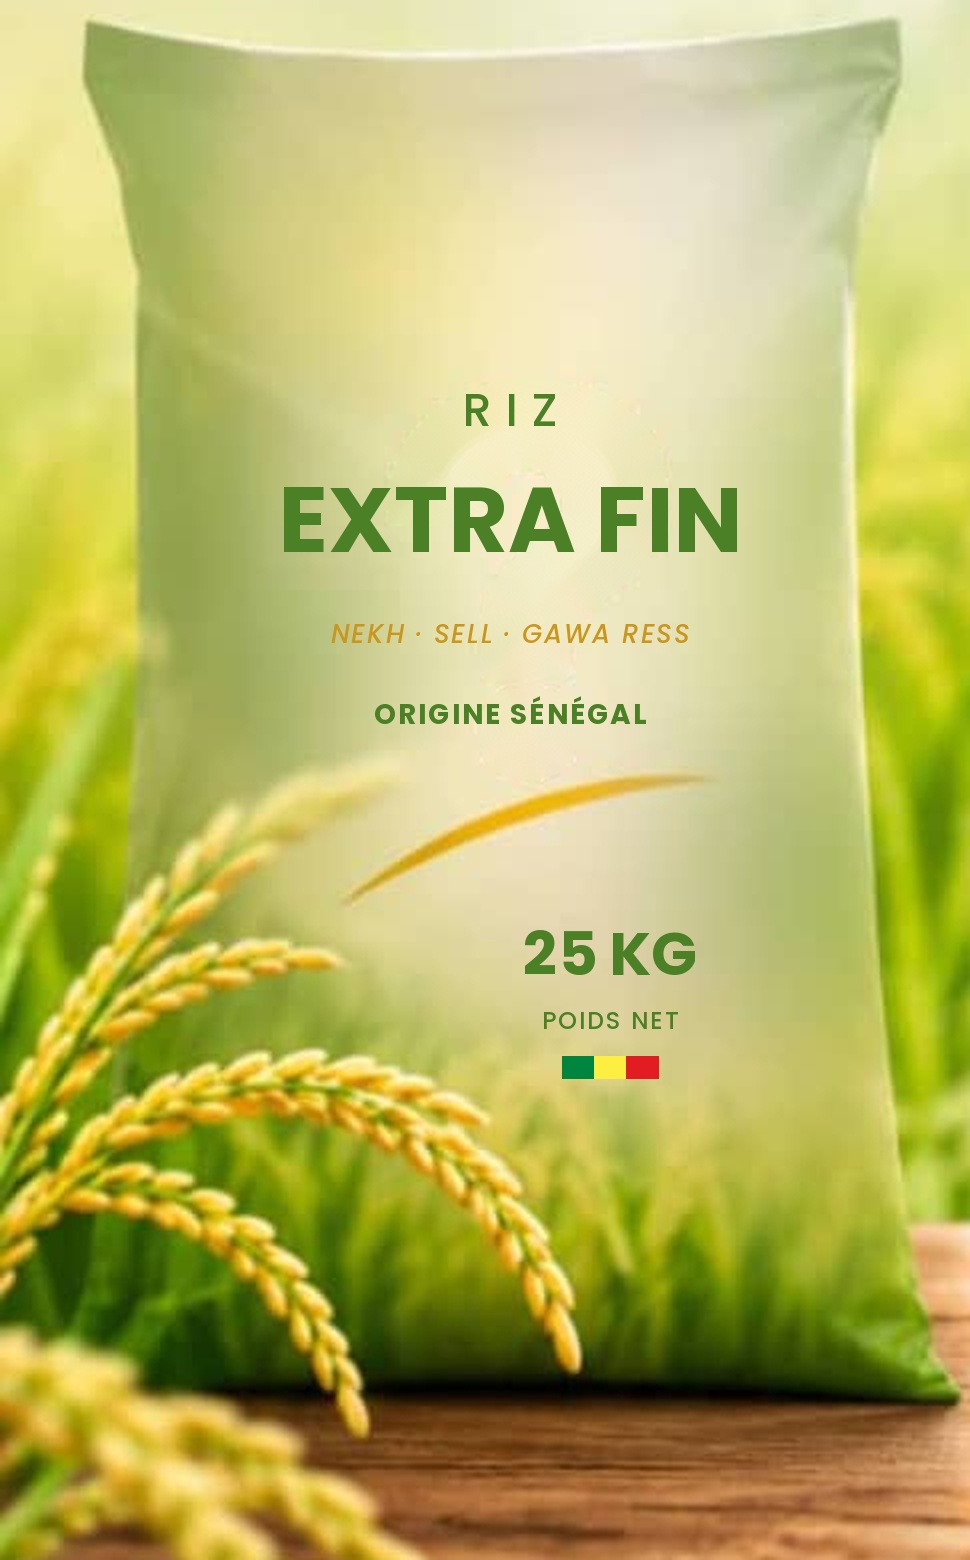 RIZ
EXTRA FIN
NEKH · SELL · GAWA RESS
ORIGINE SÉNÉGAL
25 KG
POIDS NET